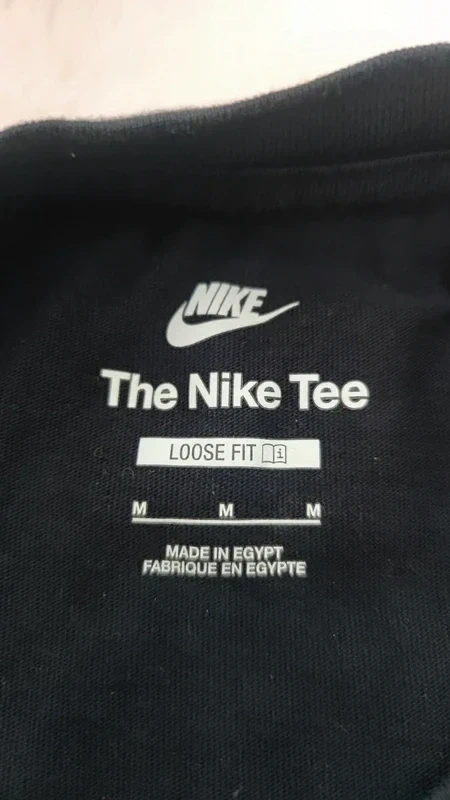 NIKE
The Nike Tee
LOOSE FIT i
M M M
MADE IN EGYPT
FABRIQUE EN EGYPTE